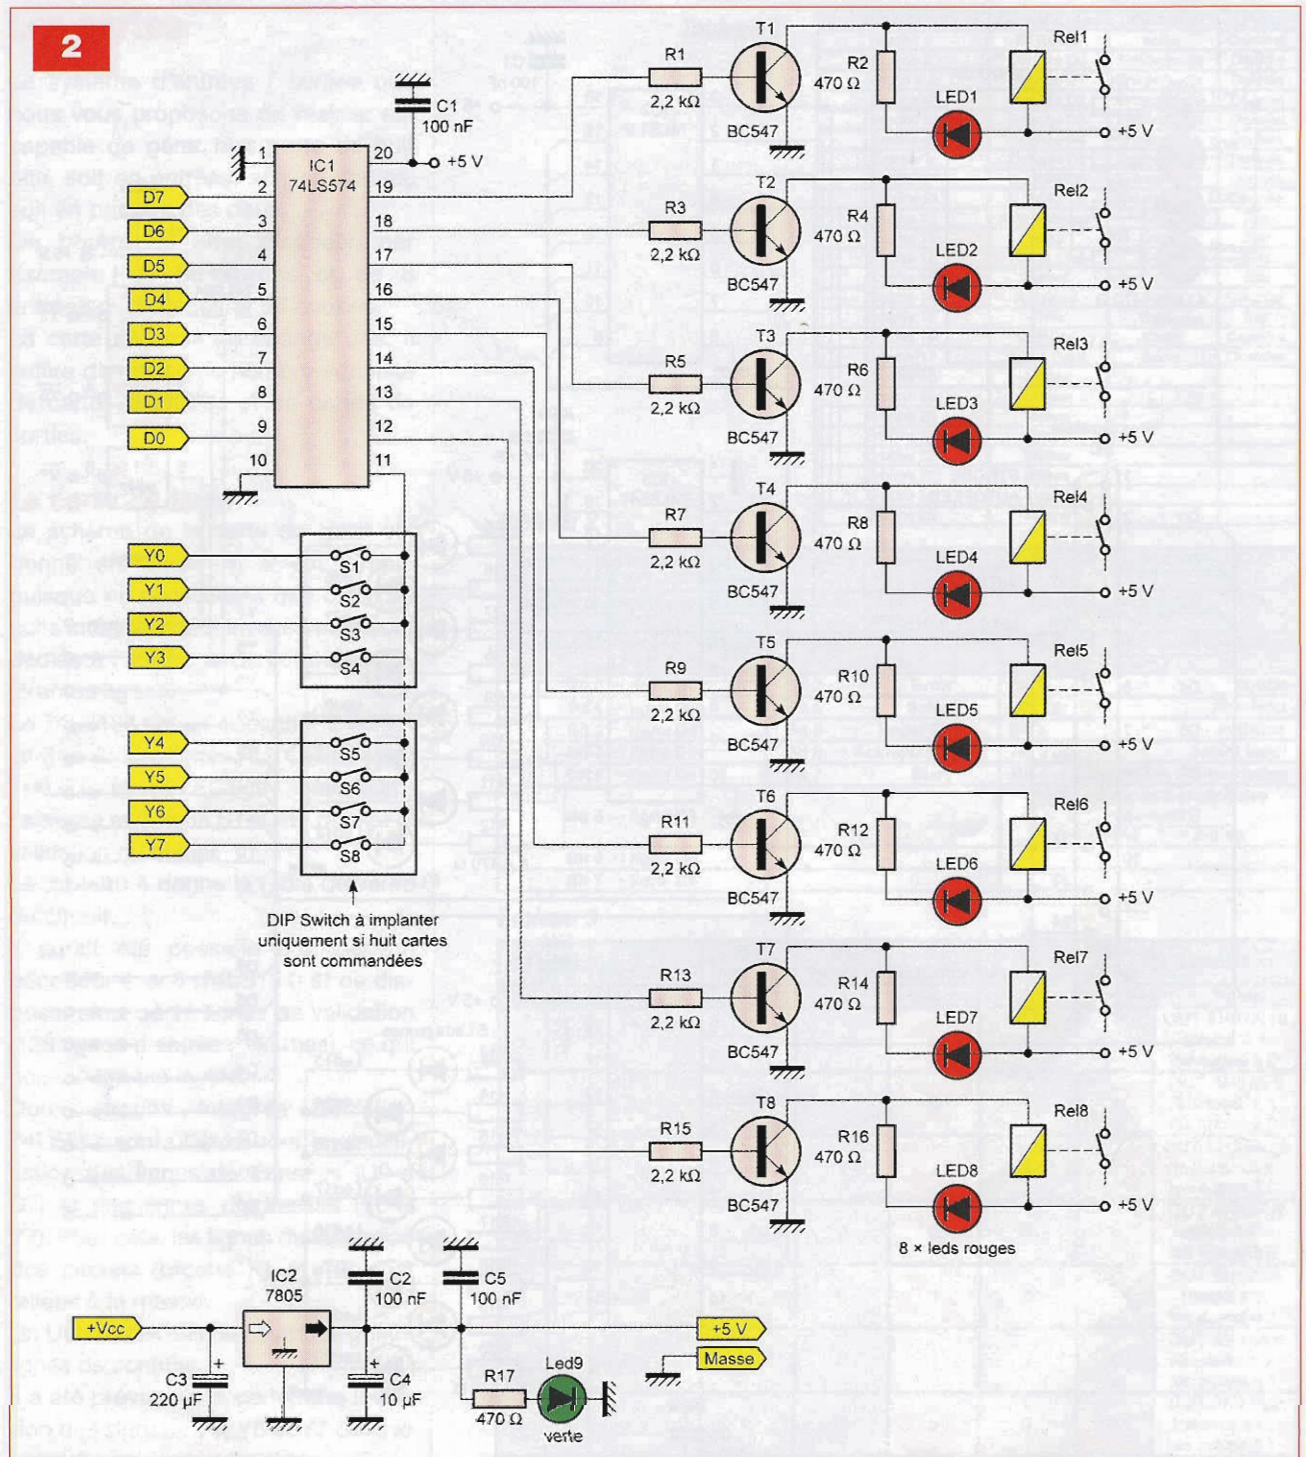 2
C1
100 nF
+5 V
IC1
74LS574
1
2
3
4
5
6
7
8
9
10
20
19
18
17
16
15
14
13
12
11
D7
D6
D5
D4
D3
D2
D1
D0
Y0
Y1
Y2
Y3
S1
S2
S3
S4
Y4
Y5
Y6
Y7
S5
S6
S7
S8
DIP Switch à implanter
uniquement si huit cartes
sont commandées
R1
2,2 kΩ
T1
BC547
R2
470 Ω
LED1
Rel1
+5 V
R3
2,2 kΩ
T2
BC547
R4
470 Ω
LED2
Rel2
+5 V
R5
2,2 kΩ
T3
BC547
R6
470 Ω
LED3
Rel3
+5 V
R7
2,2 kΩ
T4
BC547
R8
470 Ω
LED4
Rel4
+5 V
R9
2,2 kΩ
T5
BC547
R10
470 Ω
LED5
Rel5
+5 V
R11
2,2 kΩ
T6
BC547
R12
470 Ω
LED6
Rel6
+5 V
R13
2,2 kΩ
T7
BC547
R14
470 Ω
LED7
Rel7
+5 V
R15
2,2 kΩ
T8
BC547
R16
470 Ω
LED8
Rel8
+5 V
8 × leds rouges
+Vcc
IC2
7805
C3
220 µF
+
C2
100 nF
C4
10 µF
+
C5
100 nF
R17
470 Ω
Led9
verte
+5 V
Masse